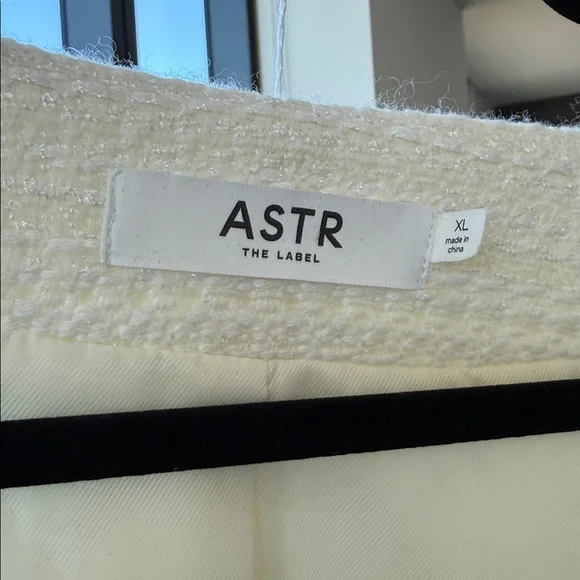 ASTR
THE LABEL
XL
made in
china